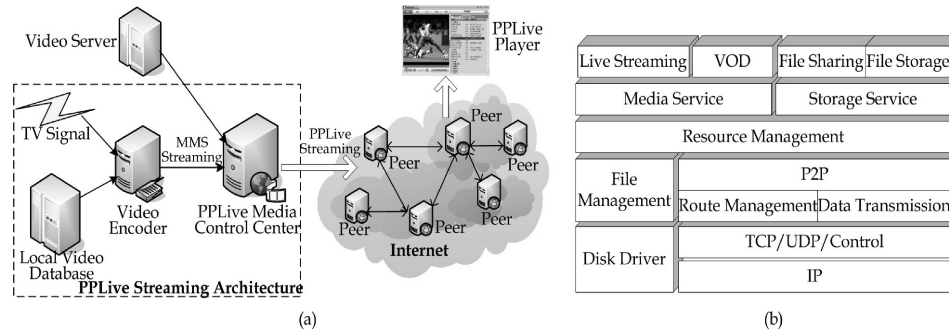 Video Server
TV Signal
MMS
Streaming
Video
Encoder
PPLive Media
Control Center
Local Video
Database
PPLive Streaming Architecture
PPLive
Streaming
PPLive
Player
Peer
Peer
Peer
Peer
Peer
Peer
Internet
(a)
Live Streaming
VOD
File Sharing
File Storage
Media Service
Storage Service
Resource Management
File
Management
P2P
Route Management
Data Transmission
Disk Driver
TCP/UDP/Control
IP
(b)